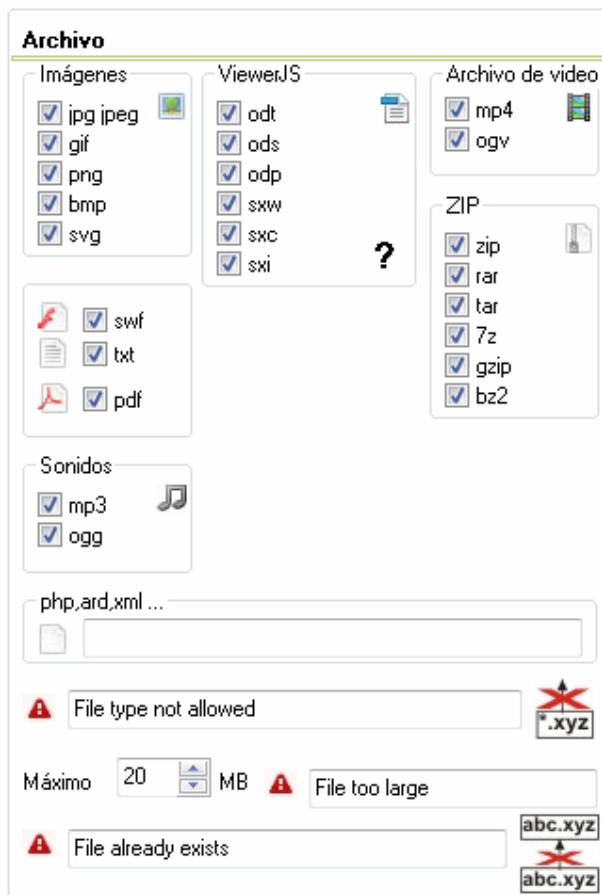 Archivo
Imágenes
jpg jpeg
gif
png
bmp
svg
ViewerJS
odt
ods
odp
sxw
sxc
sxi
?
Archivo de video
mp4
ogv
ZIP
zip
rar
tar
7z
gzip
bz2
swf
txt
pdf
Sonidos
mp3
ogg
php,ard,xml ...
File type not allowed
*.xyz
Máximo 20 MB File too large
File already exists
abc.xyz
abc.xyz